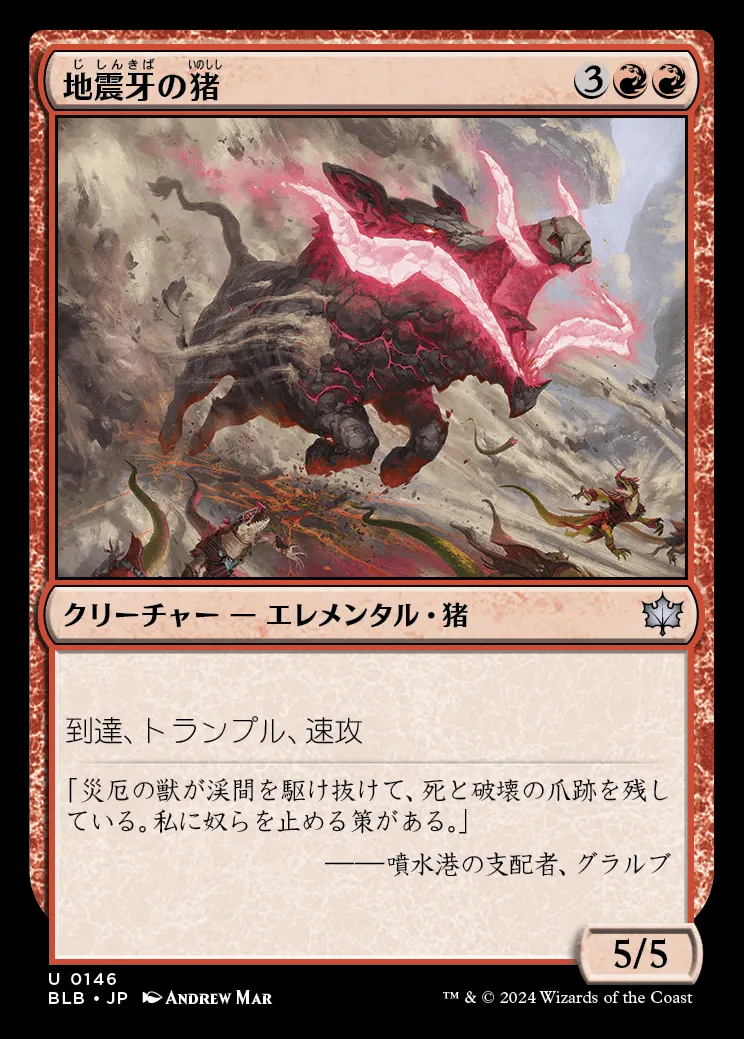 じしんきば いのしし
地震牙の猪 3
クリーチャー — エレメンタル・猪
到達、トランプル、速攻
「災厄の獣が渓間を駆け抜けて、死と破壊の爪跡を残し
ている。私に奴らを止める策がある。」
――噴水港の支配者、グラルブ
5/5
U 0146
BLB • JP Andrew Mar
™ & © 2024 Wizards of the Coast